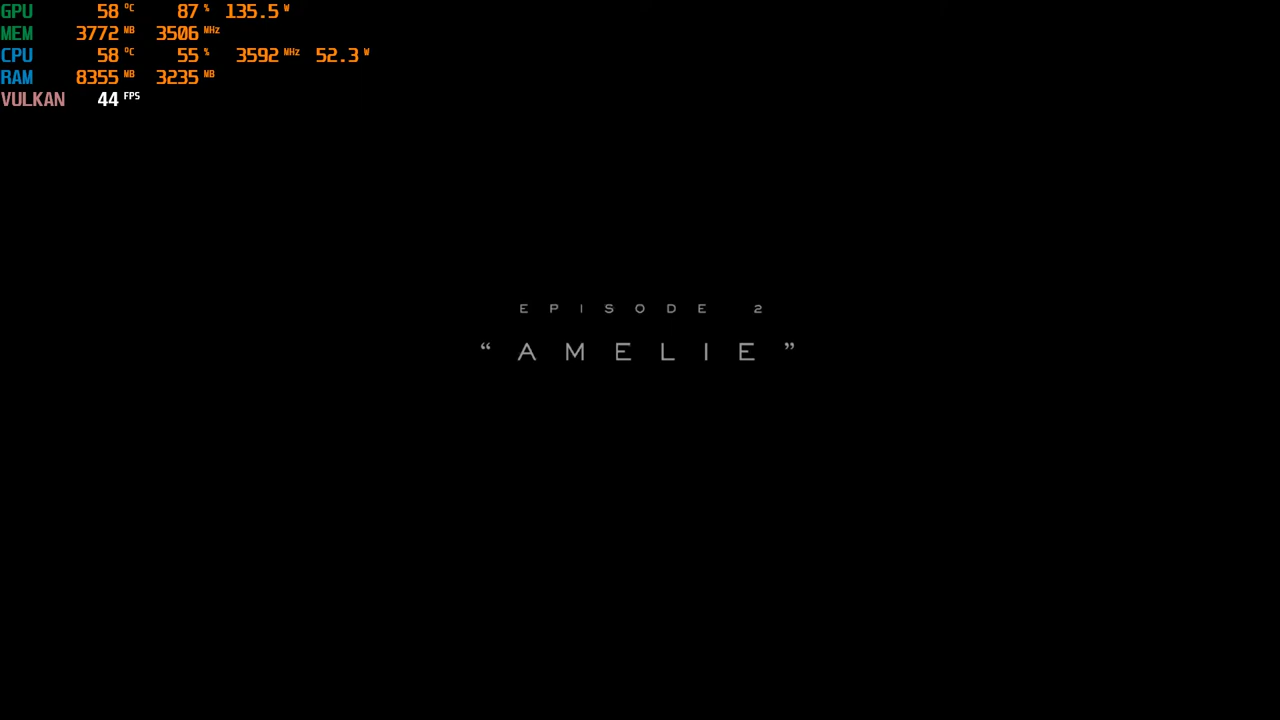 GPU 58 °C 87 % 135.5 W
MEM 3772 MB 3506 MHz
CPU 58 °C 55 % 3592 MHz 52.3 W
RAM 8355 MB 3235 MB
VULKAN 44 FPS
EPISODE 2
“AMELIE”